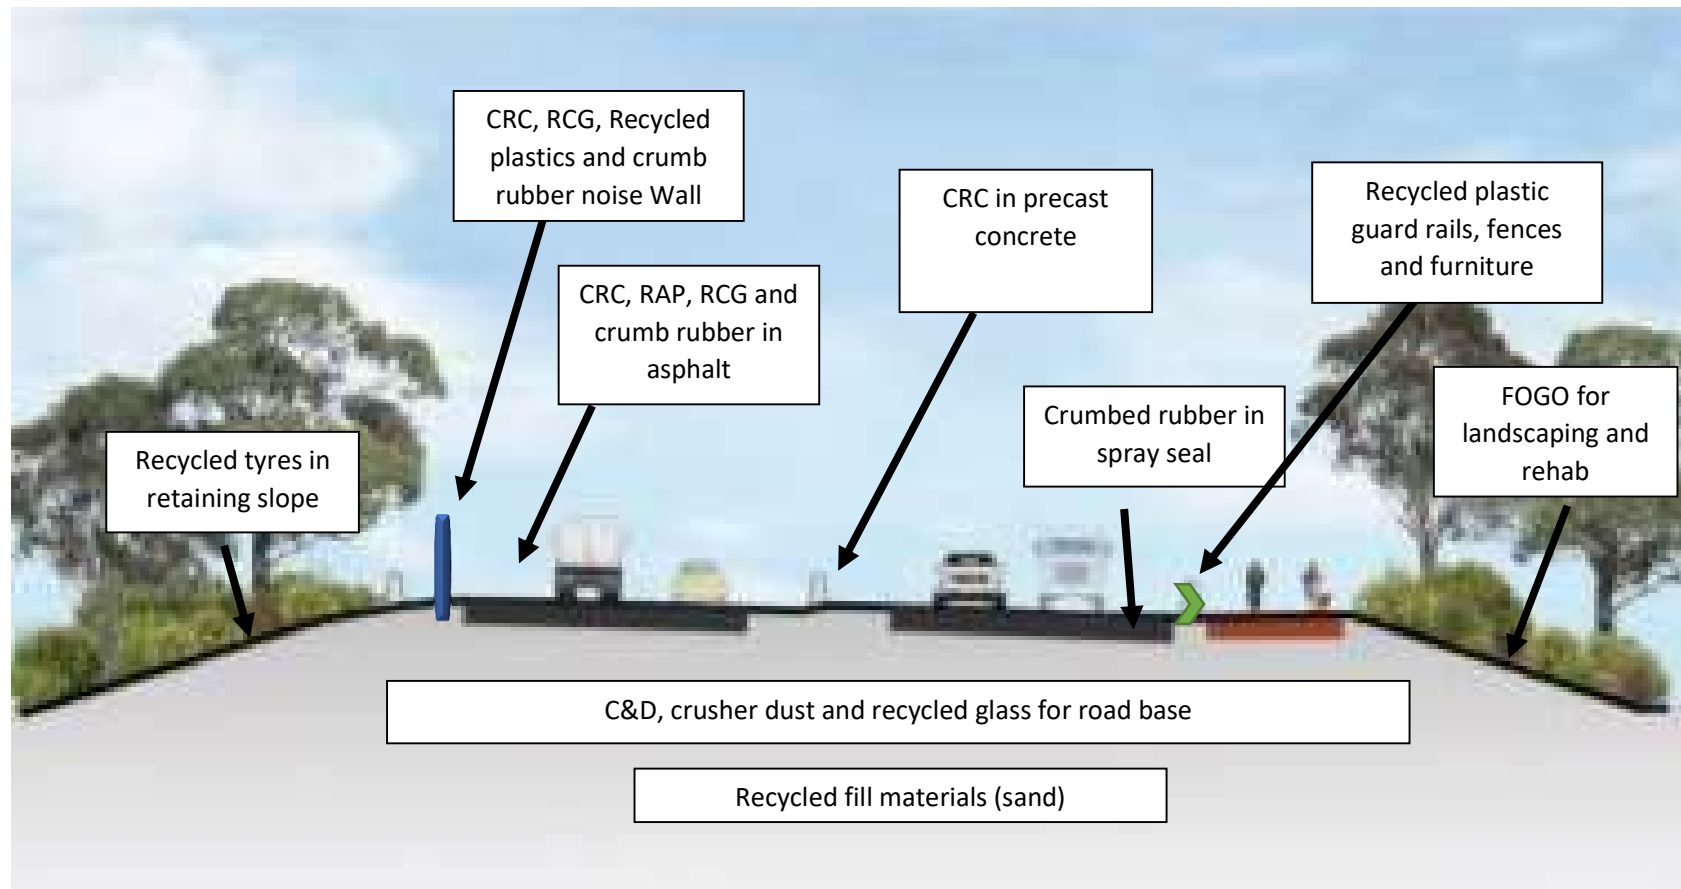 CRC, RCG, Recycled
plastics and crumb
rubber noise Wall
CRC in precast
concrete
Recycled plastic
guard rails, fences
and furniture
CRC, RAP, RCG and
crumb rubber in
asphalt
Crumbed rubber in
spray seal
FOGO for
landscaping and
rehab
Recycled tyres in
retaining slope
C&D, crusher dust and recycled glass for road base
Recycled fill materials (sand)